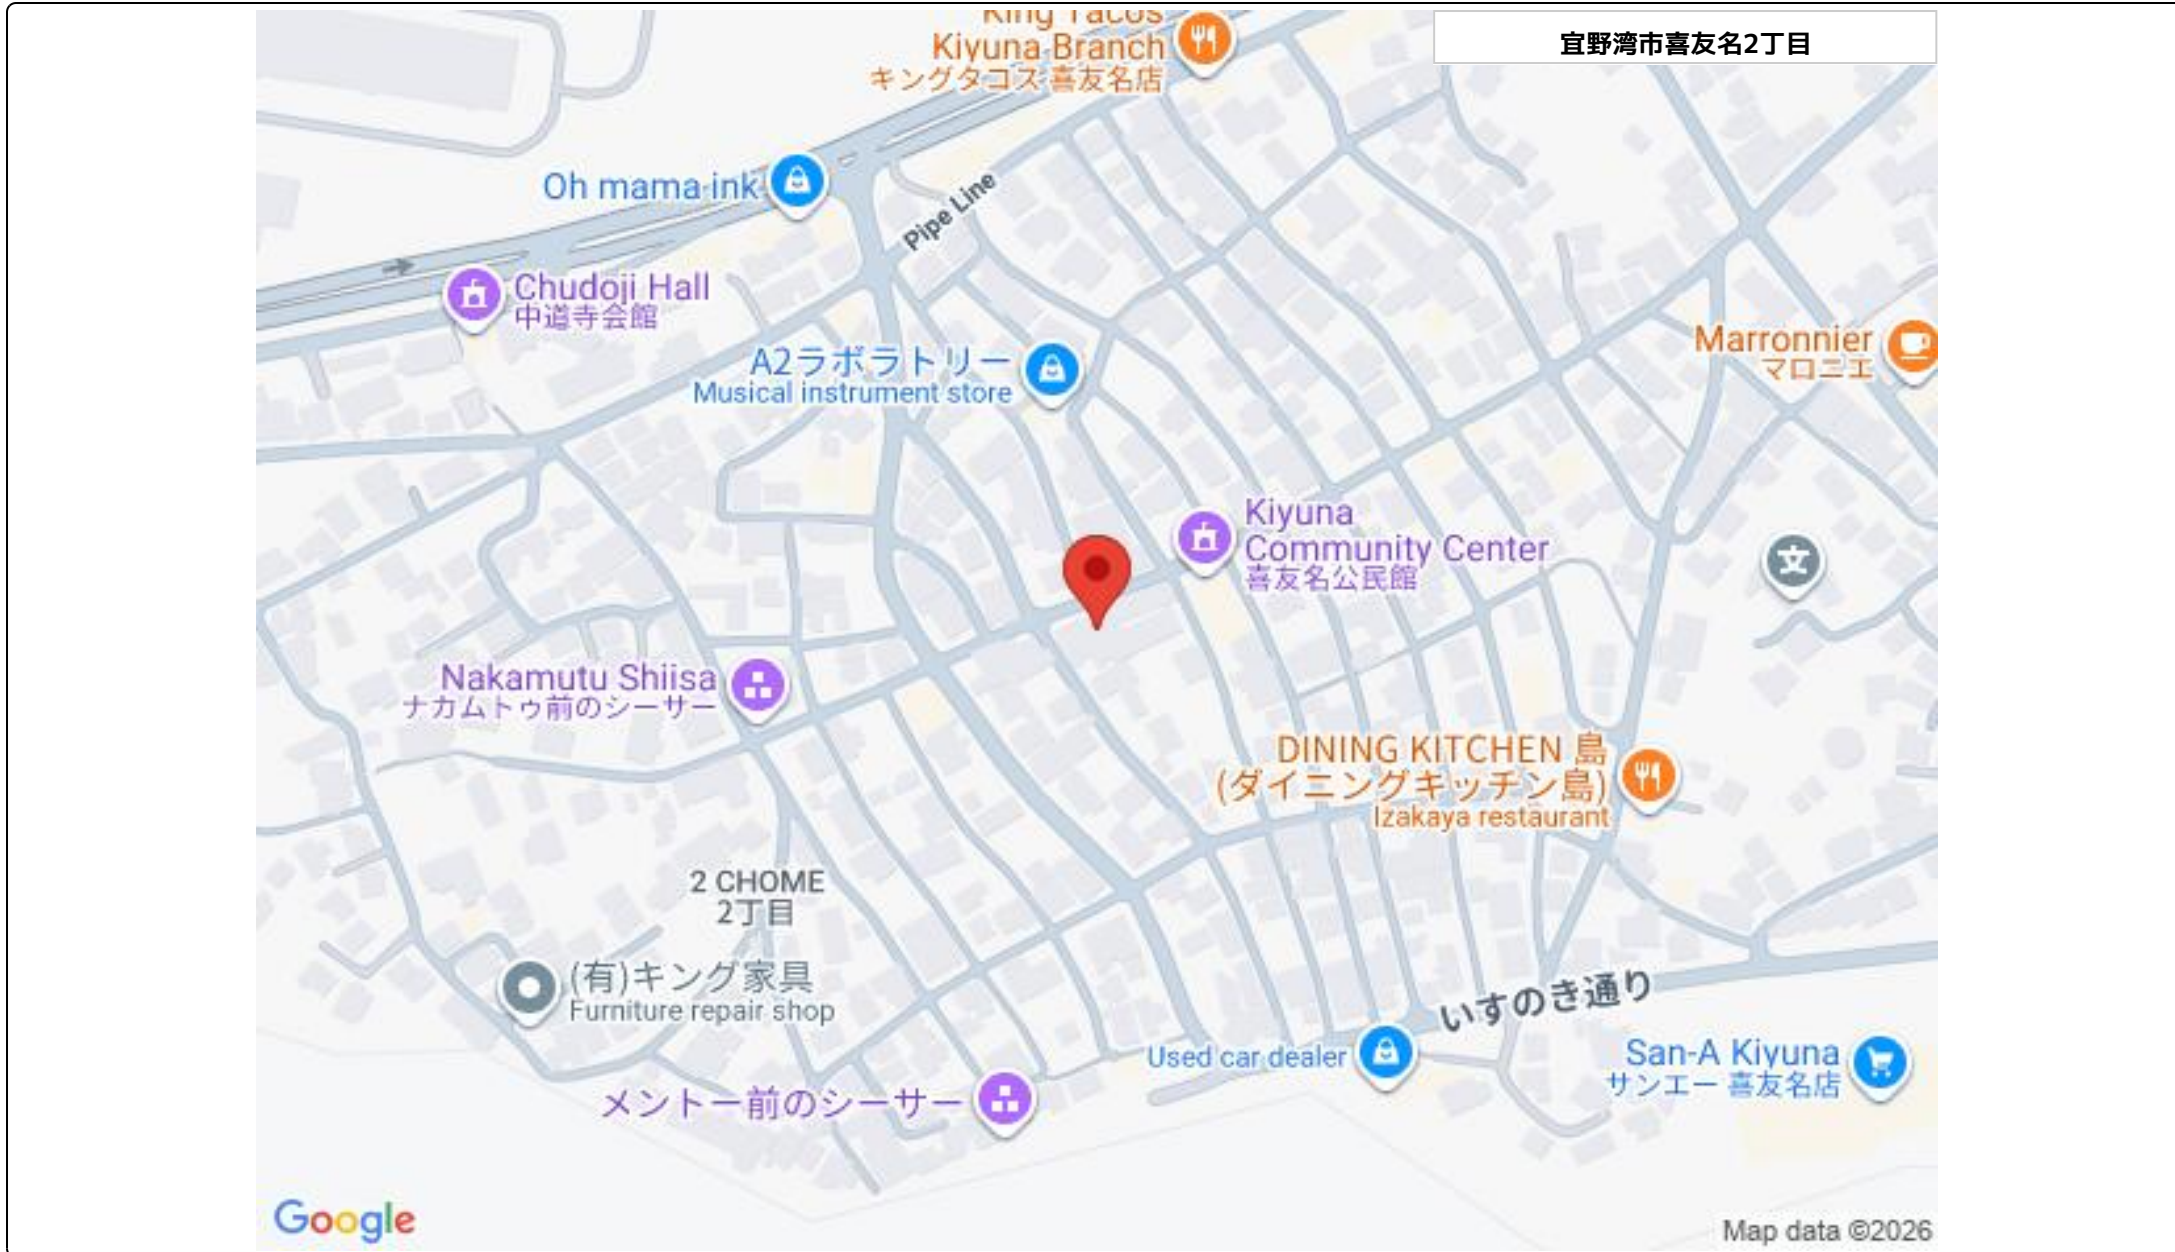 King Tacos
Kiyuna Branch
キングタコス 喜友名店
宜野湾市喜友名2丁目
Oh mama ink
Pipe Line
Chudoji Hall
中道寺会館
A2ラボラトリー
Musical instrument store
Marronnier
マロニエ
Kiyuna
Community Center
喜友名公民館
文
Nakamutu Shiisa
ナカムトゥ前のシーサー
DINING KITCHEN 島
(ダイニングキッチン島)
Izakaya restaurant
2 CHOME
2丁目
(有)キング家具
Furniture repair shop
いすのき通り
Used car dealer
San-A Kiyuna
サンエー 喜友名店
メントー前のシーサー
Google
Map data ©2026